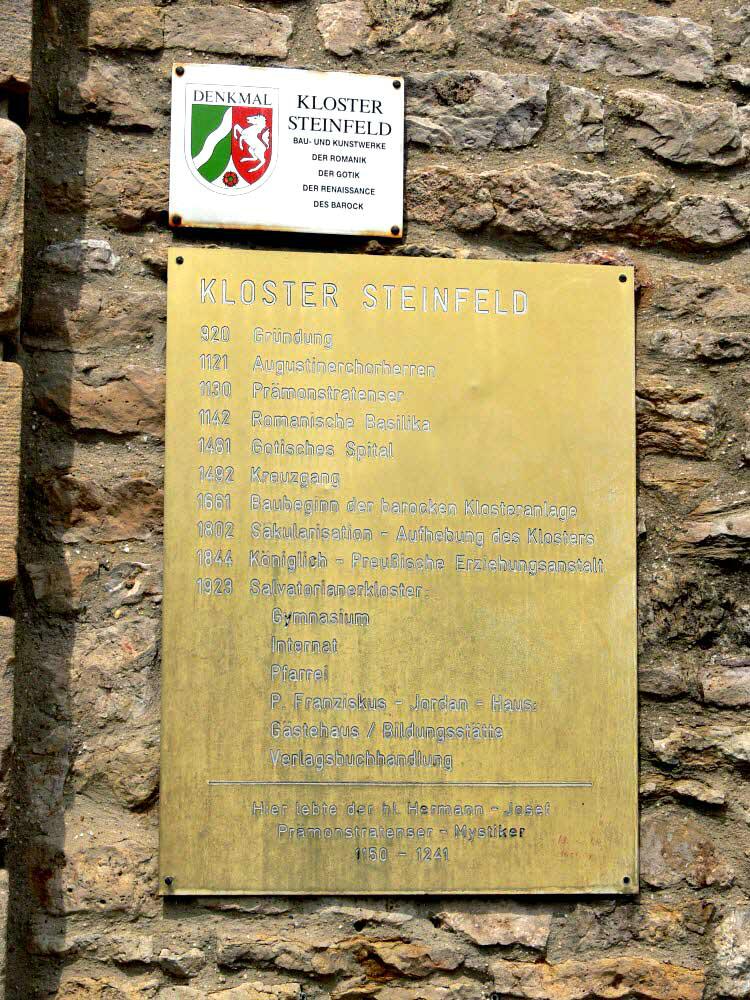 DENKMAL
KLOSTER
STEINFELD
BAU- UND KUNSTWERKE
DER ROMANIK
DER GOTIK
DER RENAISSANCE
DES BAROCK
KLOSTER STEINFELD
920 Gründung
1121 Augustinerchorherren
1130 Prämonstratenser
1142 Romanische Basilika
1481 Gotisches Spital
1492 Kreuzgang
1661 Baubeginn der barocken Klosteranlage
1802 Säkularisation - Aufhebung des Klosters
1844 Königlich - Preußische Erziehungsanstalt
1923 Salvatorianerkloster:
Gymnasium
Internat
Pfarrei
P. Franziskus - Jordan - Haus:
Gästehaus / Bildungsstätte
Verlagsbuchhandlung
Hier lebte der hl. Hermann - Josef
Prämonstratenser - Mystiker
1150 - 1241